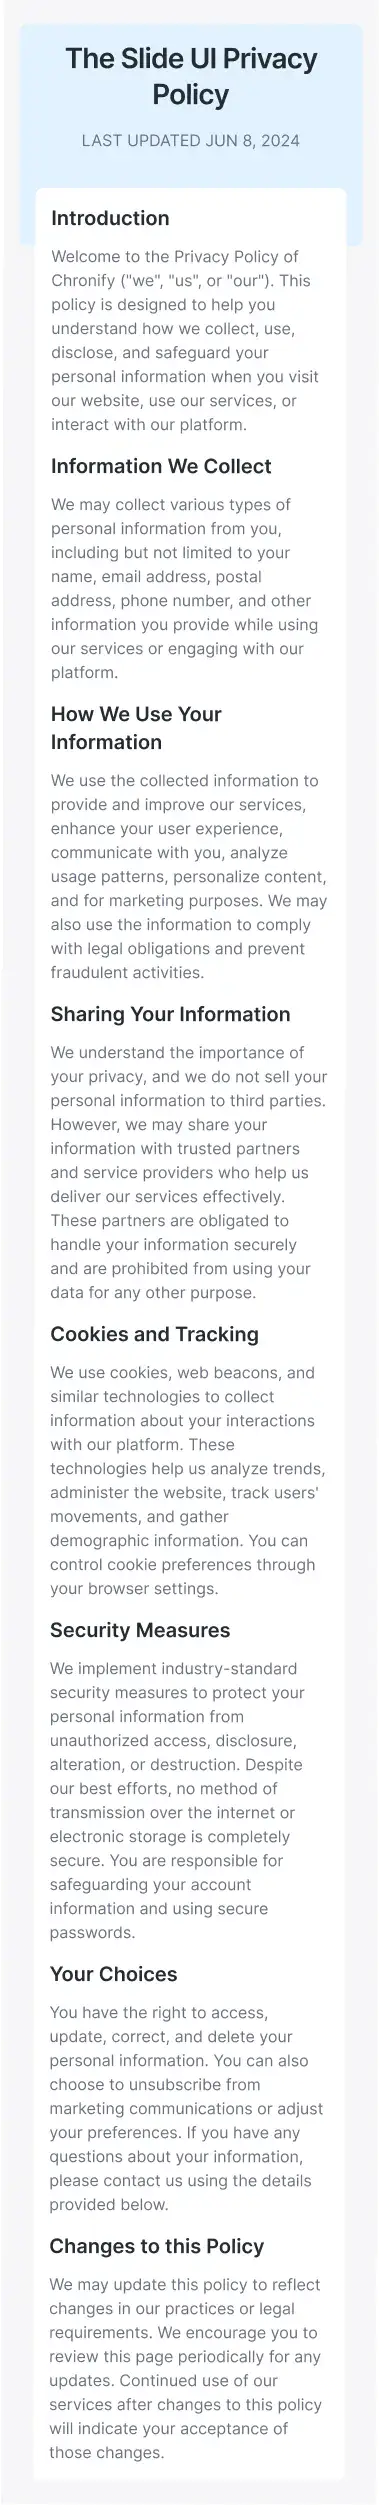 The Slide UI Privacy
Policy
LAST UPDATED JUN 8, 2024
Introduction
Welcome to the Privacy Policy of
Chronify ("we", "us", or "our"). This
policy is designed to help you
understand how we collect, use,
disclose, and safeguard your
personal information when you visit
our website, use our services, or
interact with our platform.
Information We Collect
We may collect various types of
personal information from you,
including but not limited to your
name, email address, postal
address, phone number, and other
information you provide while using
our services or engaging with our
platform.
How We Use Your
Information
We use the collected information to
provide and improve our services,
enhance your user experience,
communicate with you, analyze
usage patterns, personalize content,
and for marketing purposes. We may
also use the information to comply
with legal obligations and prevent
fraudulent activities.
Sharing Your Information
We understand the importance of
your privacy, and we do not sell your
personal information to third parties.
However, we may share your
information with trusted partners
and service providers who help us
deliver our services effectively.
These partners are obligated to
handle your information securely
and are prohibited from using your
data for any other purpose.
Cookies and Tracking
We use cookies, web beacons, and
similar technologies to collect
information about your interactions
with our platform. These
technologies help us analyze trends,
administer the website, track users'
movements, and gather
demographic information. You can
control cookie preferences through
your browser settings.
Security Measures
We implement industry-standard
security measures to protect your
personal information from
unauthorized access, disclosure,
alteration, or destruction. Despite
our best efforts, no method of
transmission over the internet or
electronic storage is completely
secure. You are responsible for
safeguarding your account
information and using secure
passwords.
Your Choices
You have the right to access,
update, correct, and delete your
personal information. You can also
choose to unsubscribe from
marketing communications or adjust
your preferences. If you have any
questions about your information,
please contact us using the details
provided below.
Changes to this Policy
We may update this policy to reflect
changes in our practices or legal
requirements. We encourage you to
review this page periodically for any
updates. Continued use of our
services after changes to this policy
will indicate your acceptance of
those changes.